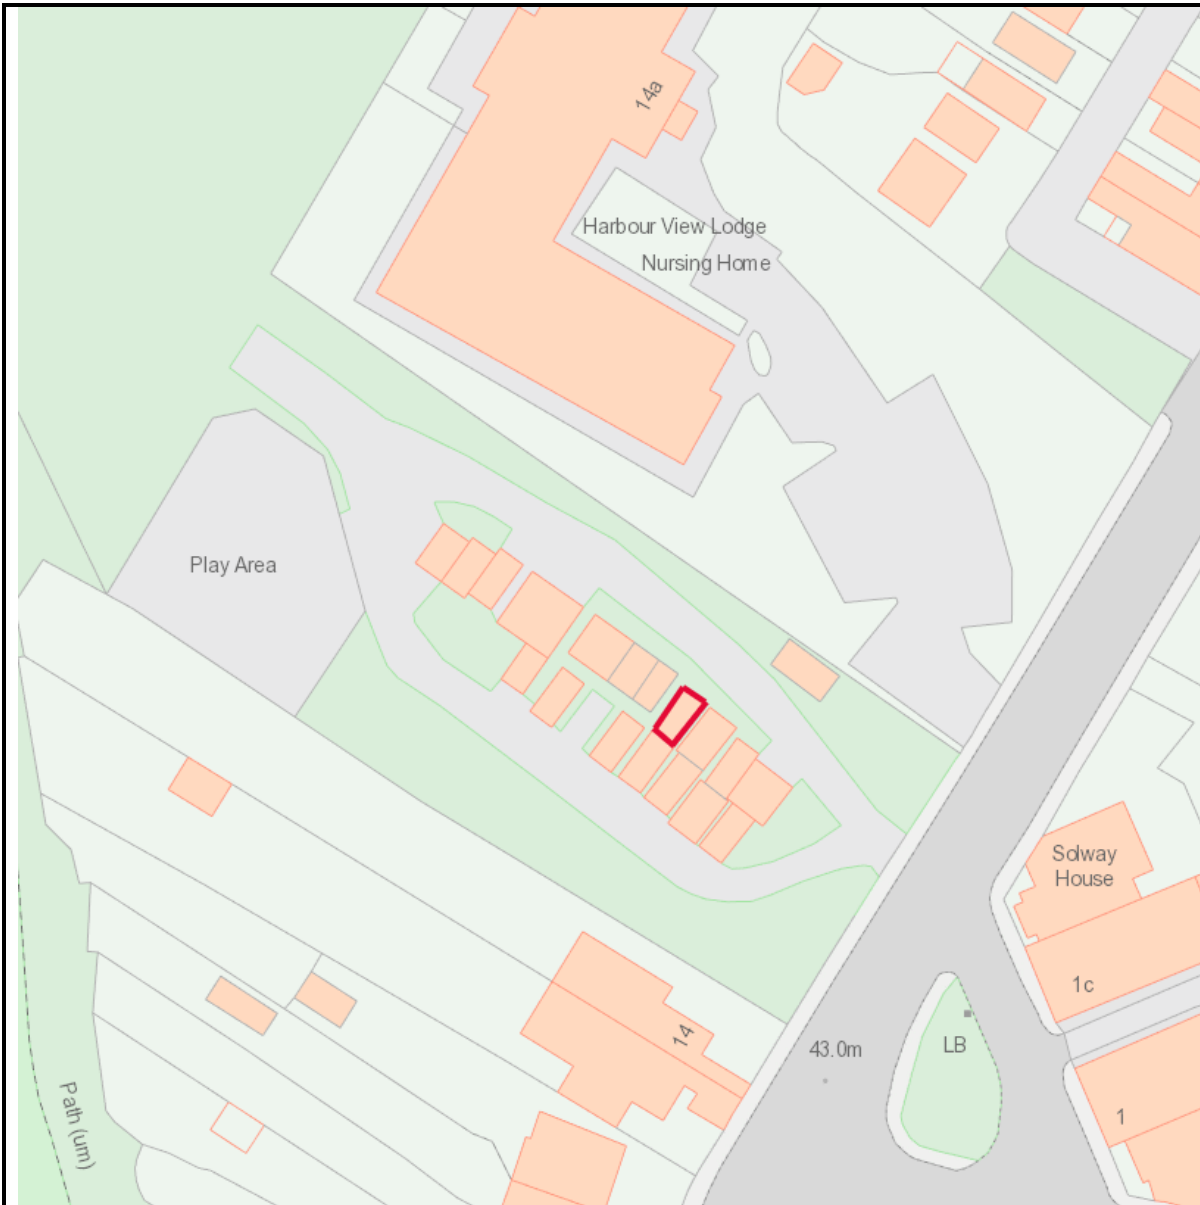 14a
Harbour View Lodge
Nursing Home
Play Area
Solway
House
1c
14
43.0m
LB
Path (um)
1